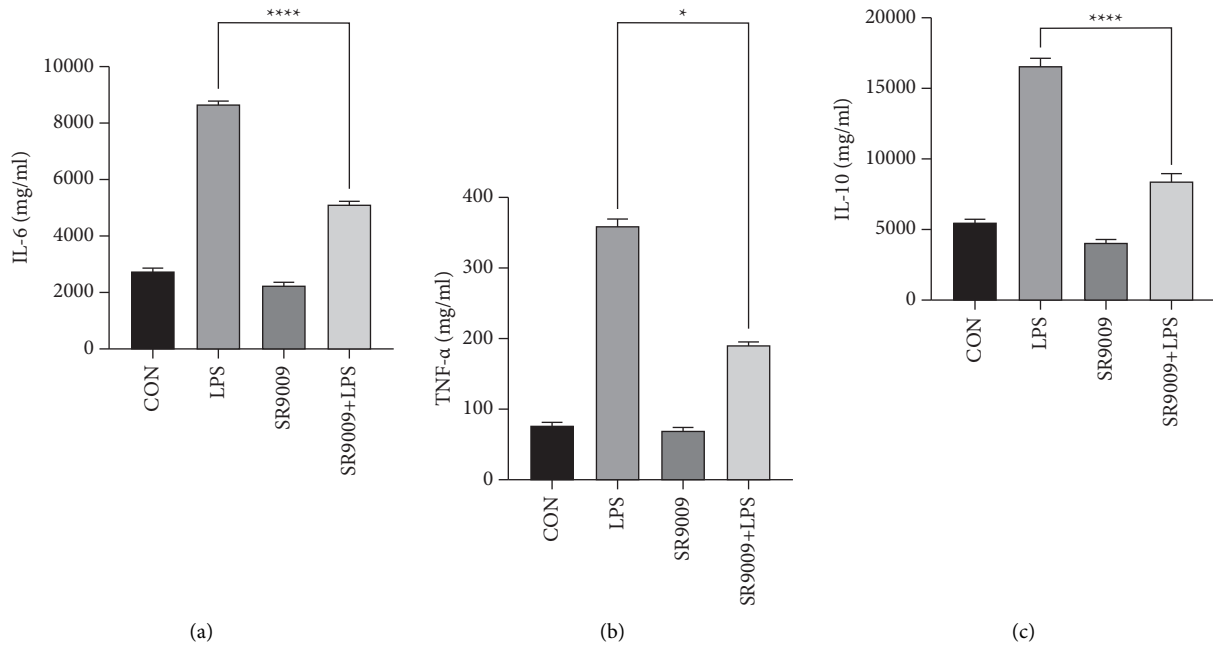 ****
10000
8000
6000
4000
2000
0
IL-6 (mg/ml)
CON
LPS
SR9009
SR9009+LPS
(a)
*
400
300
200
100
0
TNF-α (mg/ml)
CON
LPS
SR9009
SR9009+LPS
(b)
****
20000
15000
10000
5000
0
IL-10 (mg/ml)
CON
LPS
SR9009
SR9009+LPS
(c)